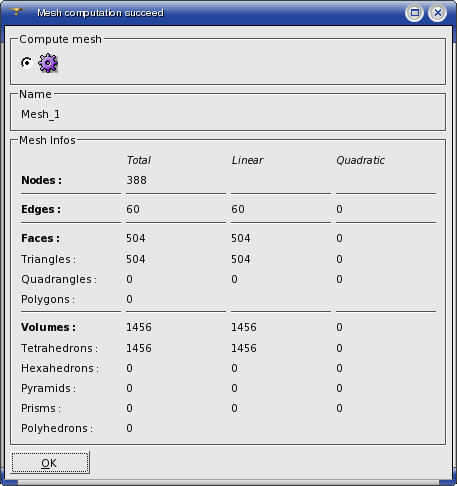 Mesh computation succeed
Compute mesh
Name
Mesh_1
Mesh Infos
Total Linear Quadratic
Nodes : 388
Edges : 60 60 0
Faces : 504 504 0
Triangles : 504 504 0
Quadrangles : 0 0 0
Polygons : 0
Volumes : 1456 1456 0
Tetrahedrons : 1456 1456 0
Hexahedrons : 0 0 0
Pyramids : 0 0 0
Prisms : 0 0 0
Polyhedrons : 0
OK